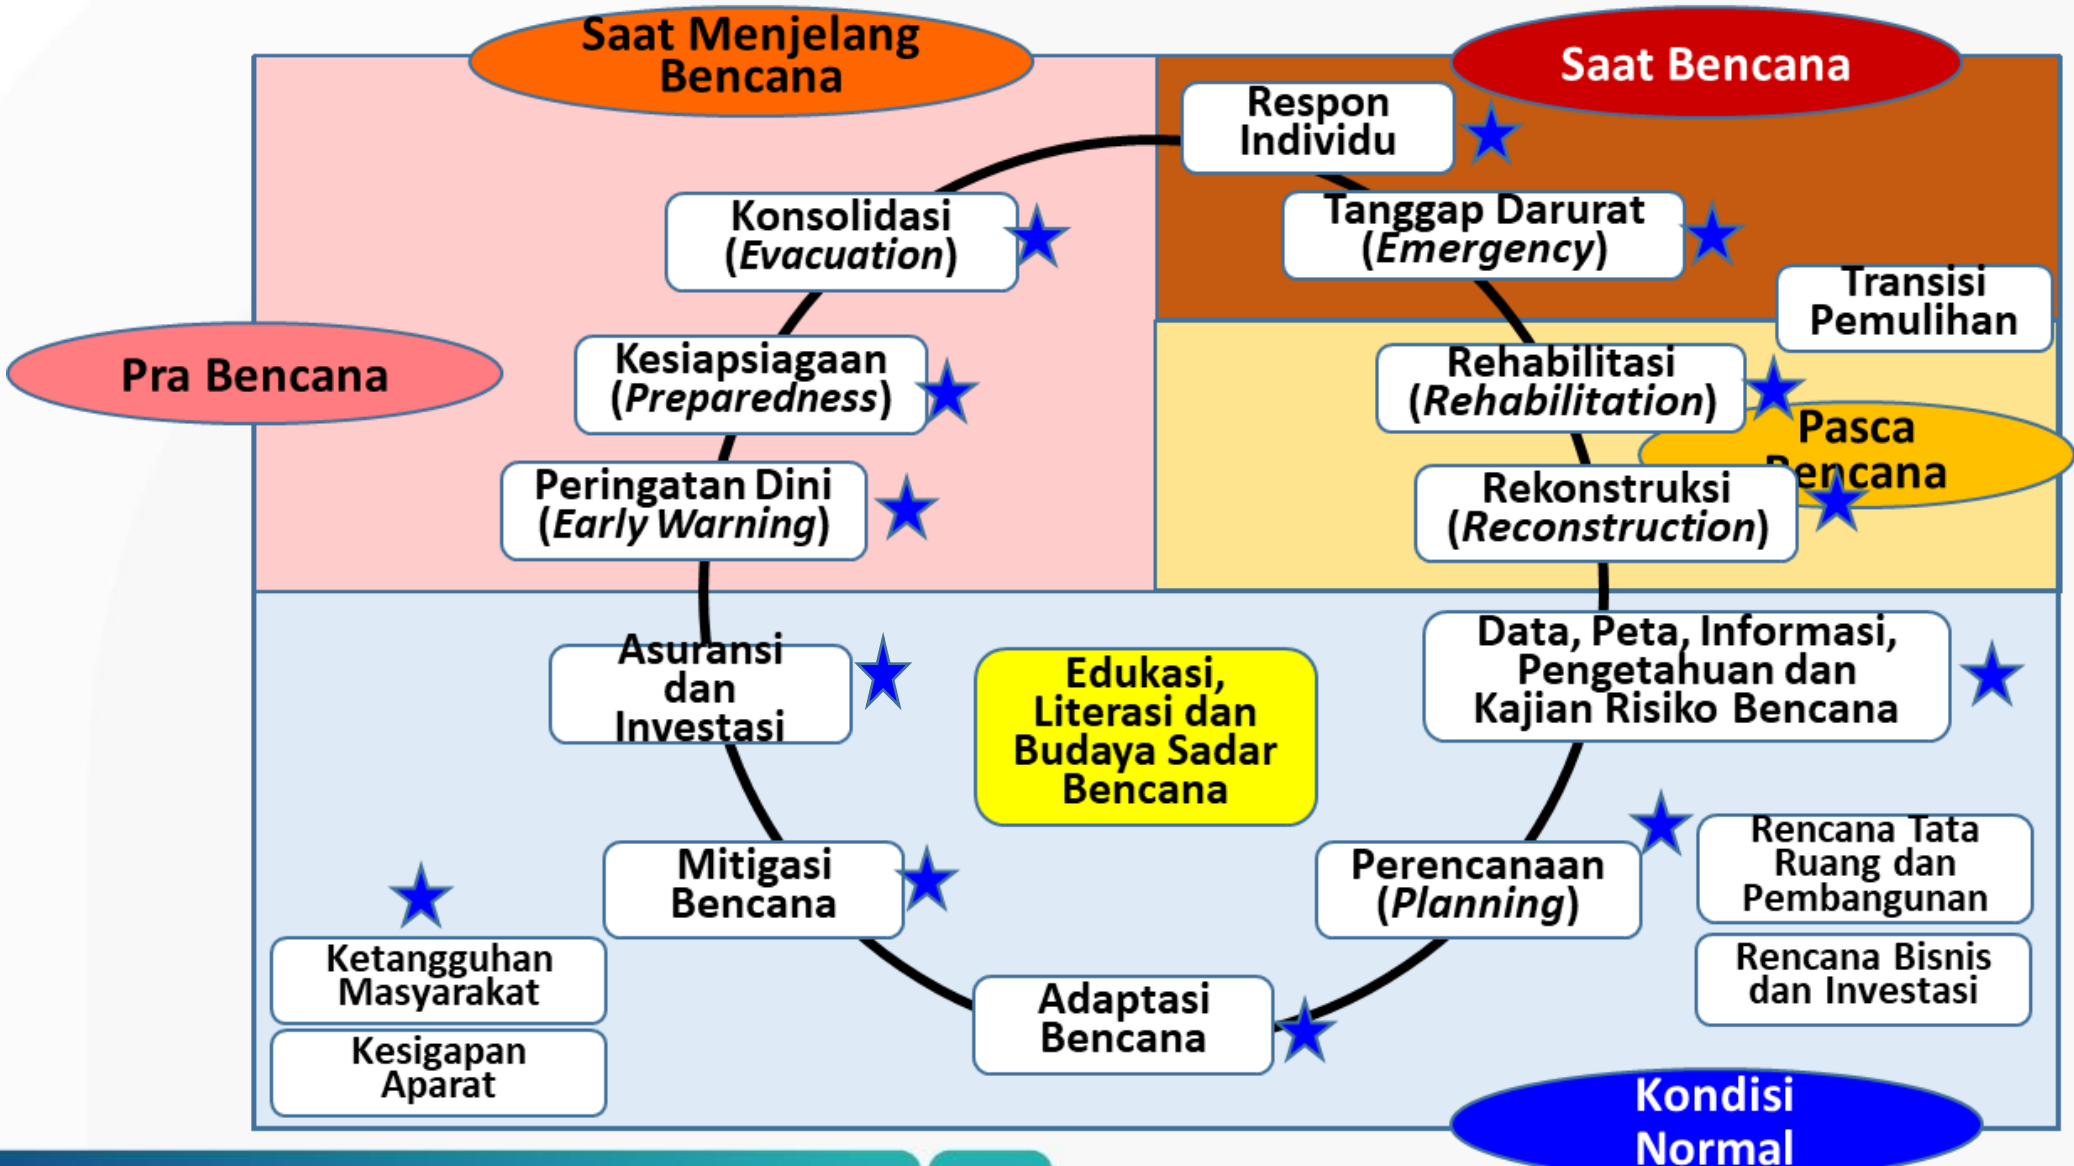 Saat Menjelang
Bencana
Saat Bencana
Respon
Individu
Konsolidasi
(Evacuation)
Tanggap Darurat
(Emergency)
Transisi
Pemulihan
Pra Bencana
Kesiapsiagaan
(Preparedness)
Rehabilitasi
(Rehabilitation)
Pasca
Bencana
Peringatan Dini
(Early Warning)
Rekonstruksi
(Reconstruction)
Asuransi
dan
Investasi
Edukasi,
Literasi dan
Budaya Sadar
Bencana
Data, Peta, Informasi,
Pengetahuan dan
Kajian Risiko Bencana
Mitigasi
Bencana
Perencanaan
(Planning)
Rencana Tata
Ruang dan
Pembangunan
Rencana Bisnis
dan Investasi
Ketangguhan
Masyarakat
Kesigapan
Aparat
Adaptasi
Bencana
Kondisi
Normal